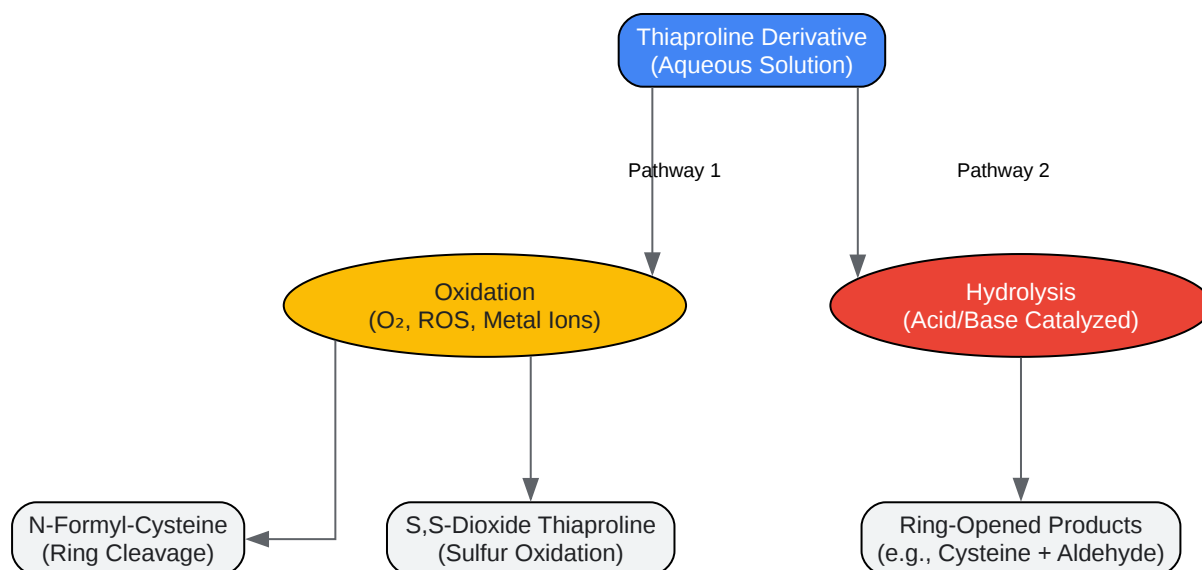 Thiaproline Derivative
(Aqueous Solution)
Pathway 1
Pathway 2
Oxidation
(O₂, ROS, Metal Ions)
Hydrolysis
(Acid/Base Catalyzed)
N-Formyl-Cysteine
(Ring Cleavage)
S,S-Dioxide Thiaproline
(Sulfur Oxidation)
Ring-Opened Products
(e.g., Cysteine + Aldehyde)